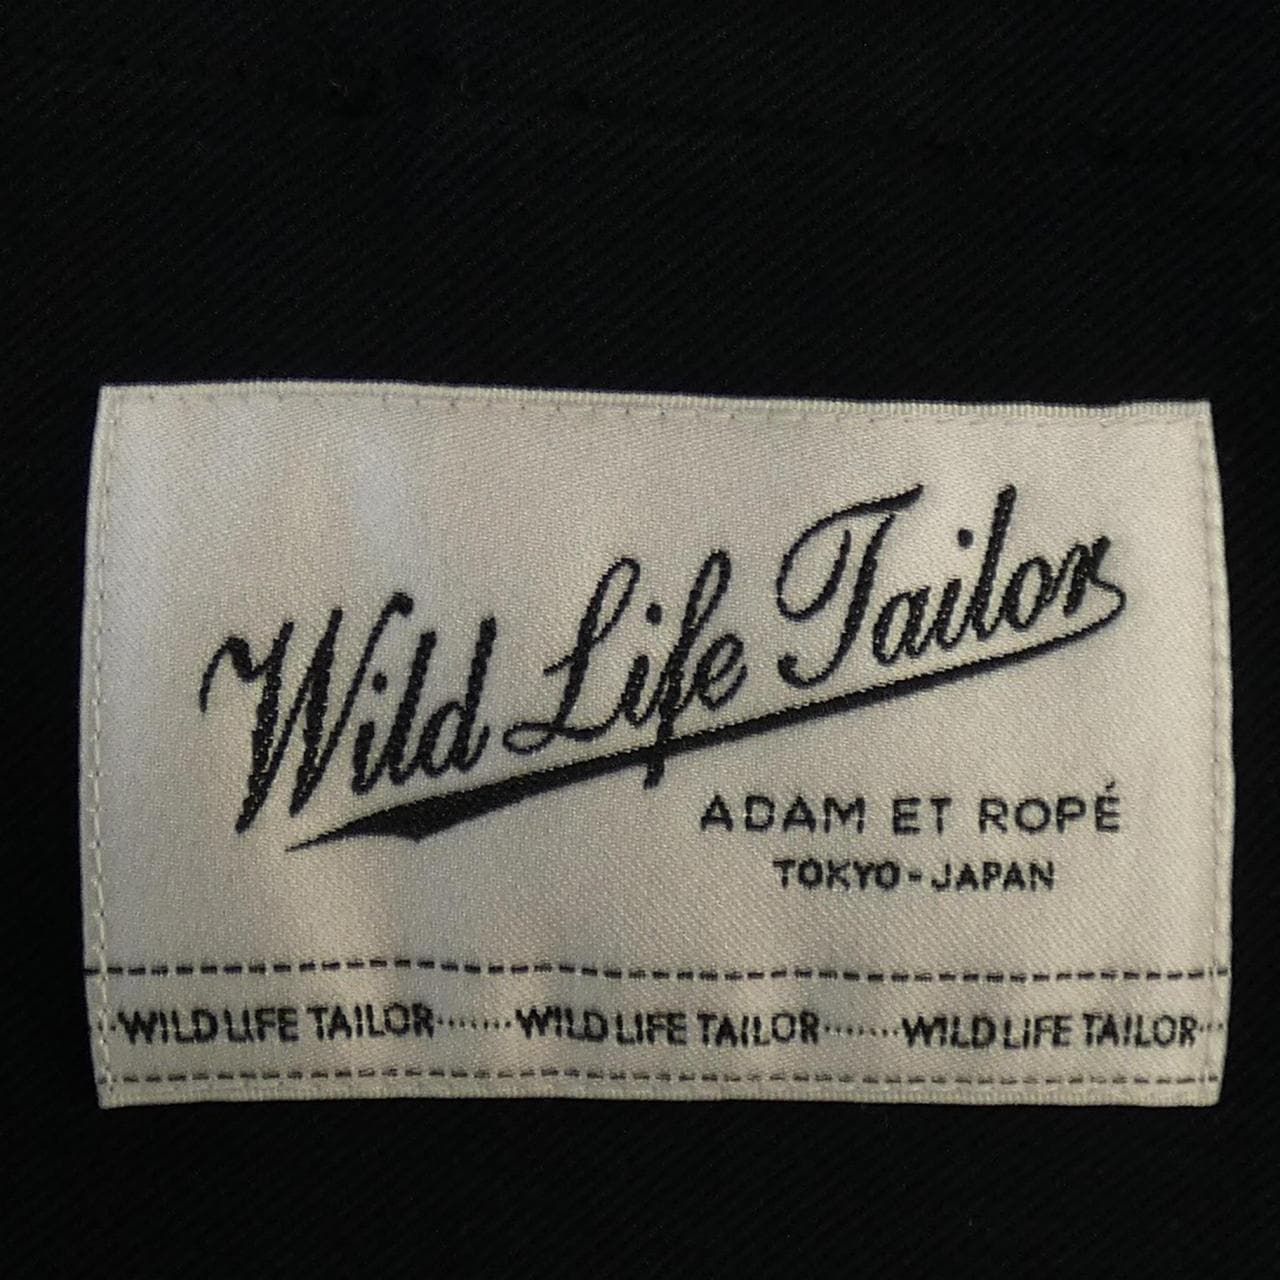 Wild Life Tailor
ADAM ET ROPÉ
TOKYO-JAPAN
··WILD LIFE TAILOR·······WILD LIFE TAILOR·······WILD LIFE TAILOR···